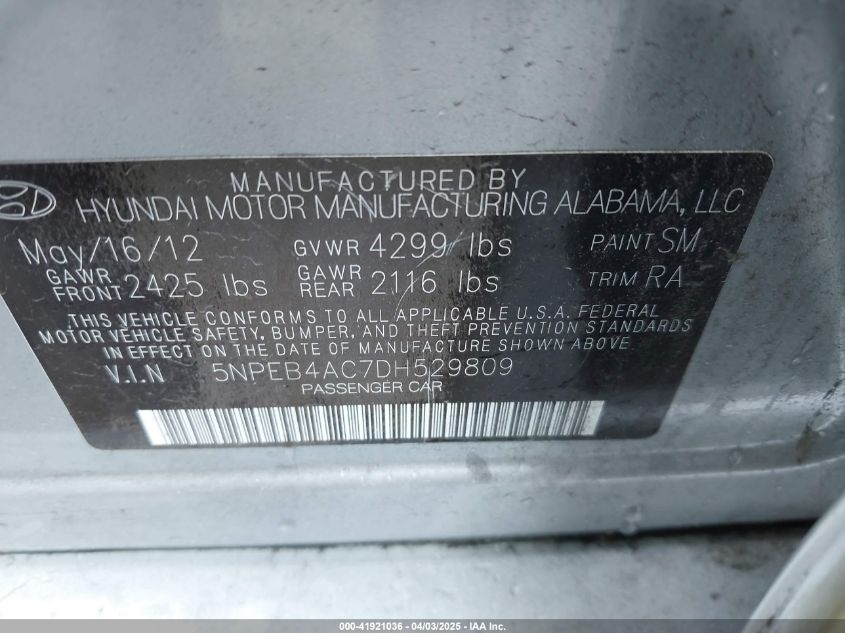 MANUFACTURED BY
HYUNDAI MOTOR MANUFACTURING ALABAMA, LLC
May/16/12 GVWR 4299 lbs PAINT SM
GAWR FRONT 2425 lbs GAWR REAR 2116 lbs TRIM RA
THIS VEHICLE CONFORMS TO ALL APPLICABLE U.S.A. FEDERAL
MOTOR VEHICLE SAFETY, BUMPER, AND THEFT PREVENTION STANDARDS
IN EFFECT ON THE DATE OF MANUFACTURE SHOWN ABOVE
V.I.N 5NPEB4AC7DH529809
PASSENGER CAR
000-41921036 - 04/03/2025 - IAA Inc.